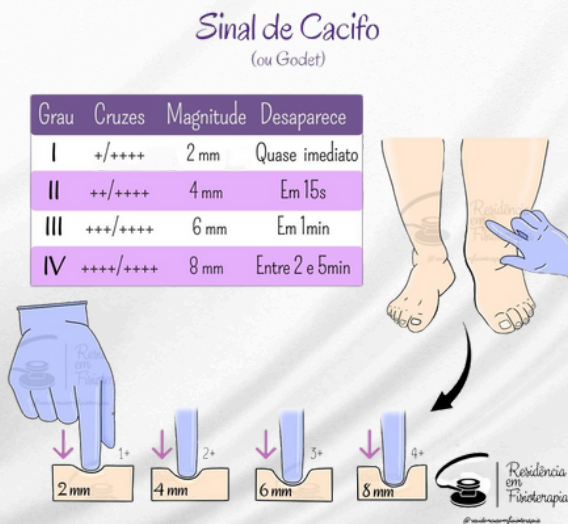 Sinal de Cacifo
(ou Godet)
Grau Cruzes Magnitude Desaparece
I +/++++ 2 mm Quase imediato
II ++/++++ 4 mm Em 15s
III +++/++++ 6 mm Em 1min
IV ++++/++++ 8 mm Entre 2 e 5min
1+ 2+ 3+ 4+
2 mm 4 mm 6 mm 8 mm
Residência
em
Fisioterapia